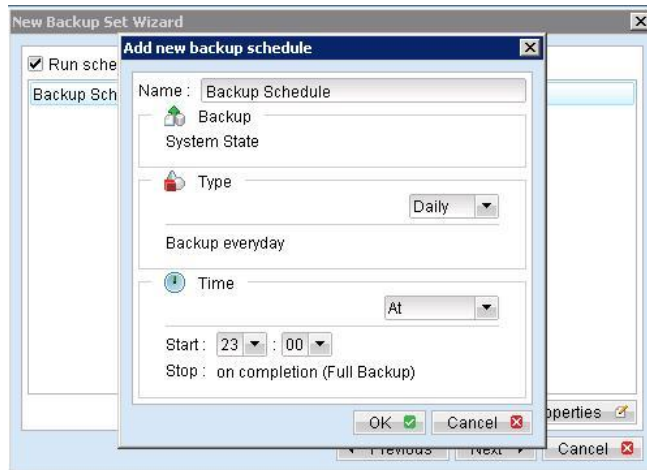 New Backup Set Wizard
Add new backup schedule
Run sche
Backup Sch
Name : Backup Schedule
Backup
System State
Type
Daily
Backup everyday
Time
At
Start : 23 : 00
Stop : on completion (Full Backup)
OK Cancel
operties
Previous Next Cancel